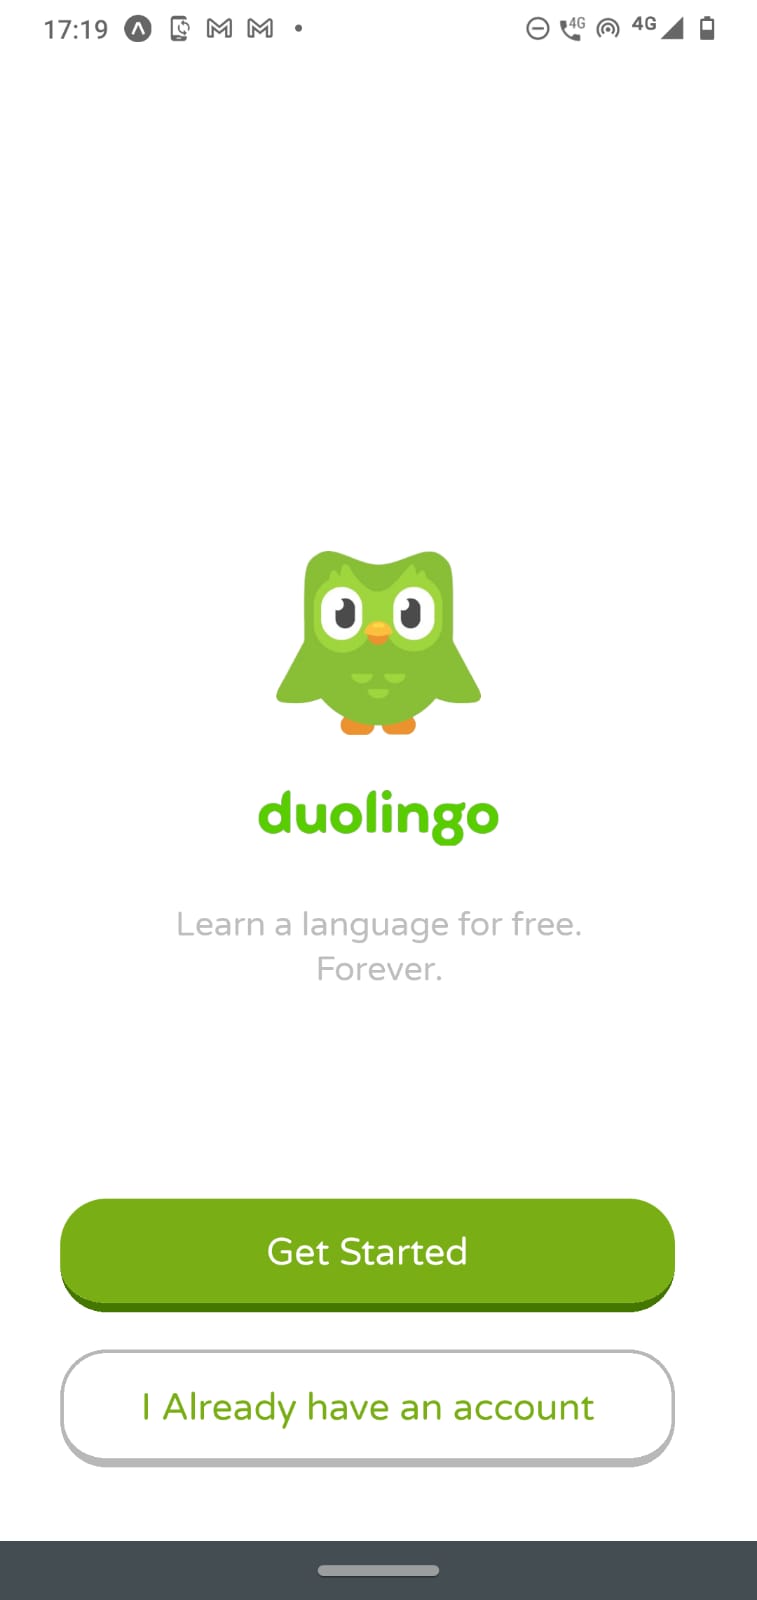 17:19
4G
4G
duolingo
Learn a language for free.
Forever.
Get Started
I Already have an account